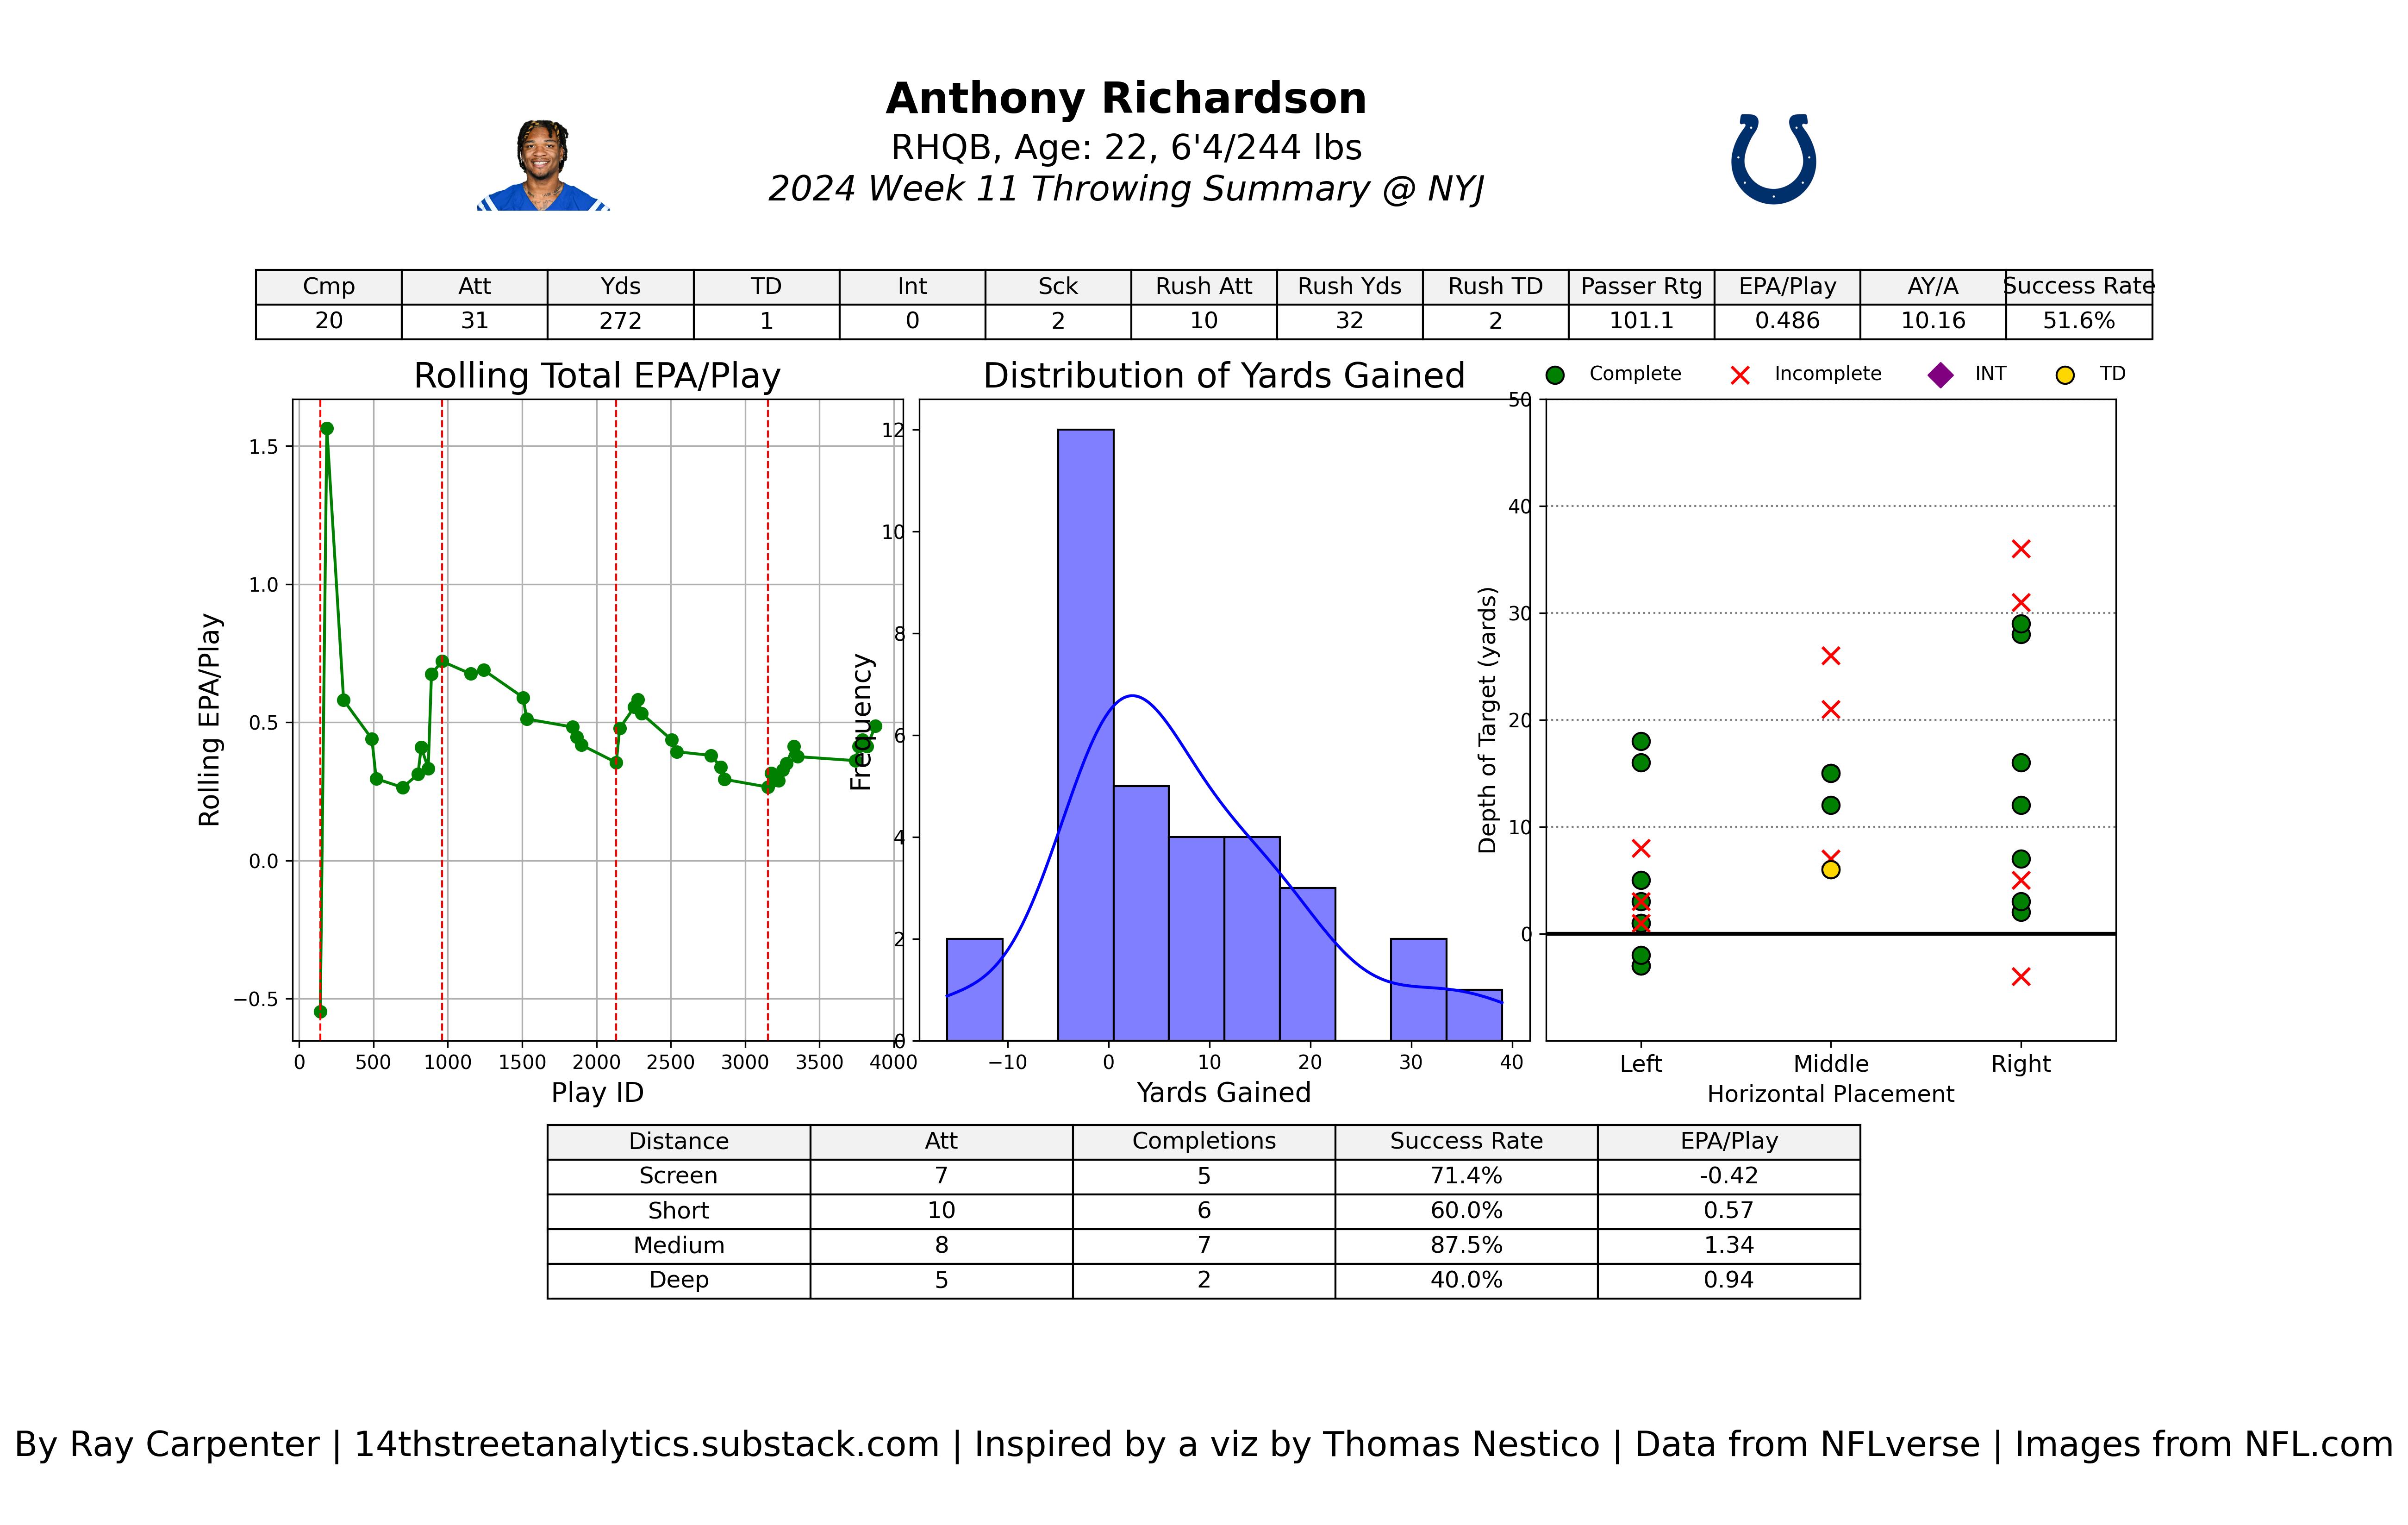 Anthony Richardson
RHQB, Age: 22, 6'4/244 lbs
2024 Week 11 Throwing Summary @ NYJ
Cmp Att Yds TD Int Sck Rush Att Rush Yds Rush TD Passer Rtg EPA/Play AY/A Success Rate
20 31 272 1 0 2 10 32 2 101.1 0.486 10.16 51.6%
Rolling Total EPA/Play
1.5
1.0
0.5
0.0
−0.5
Rolling EPA/Play
0 500 1000 1500 2000 2500 3000 3500 4000
Play ID
Distribution of Yards Gained
12
10
8
6
4
2
0
Frequency
−10 0 10 20 30 40
Yards Gained
Complete Incomplete INT TD
50
40
30
20
10
0
Depth of Target (yards)
Left Middle Right
Horizontal Placement
Distance Att Completions Success Rate EPA/Play
Screen 7 5 71.4% -0.42
Short 10 6 60.0% 0.57
Medium 8 7 87.5% 1.34
Deep 5 2 40.0% 0.94
By Ray Carpenter | 14thstreetanalytics.substack.com | Inspired by a viz by Thomas Nestico | Data from NFLverse | Images from NFL.com